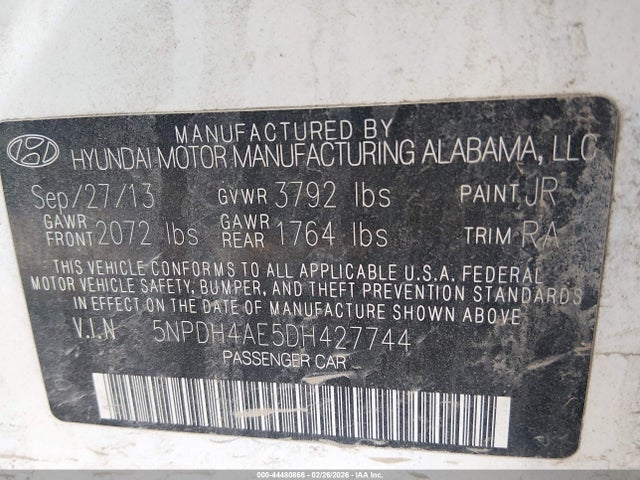 MANUFACTURED BY
HYUNDAI MOTOR MANUFACTURING ALABAMA, LLC
Sep/27/13 GVWR 3792 lbs PAINT JR
GAWR FRONT 2072 lbs GAWR REAR 1764 lbs TRIM RA
THIS VEHICLE CONFORMS TO ALL APPLICABLE U.S.A. FEDERAL
MOTOR VEHICLE SAFETY, BUMPER, AND THEFT PREVENTION STANDARDS
IN EFFECT ON THE DATE OF MANUFACTURE SHOWN ABOVE.
V.I.N 5NPDH4AE5DH427744
PASSENGER CAR
000-44480866 - 02/26/2026 - IAA Inc.